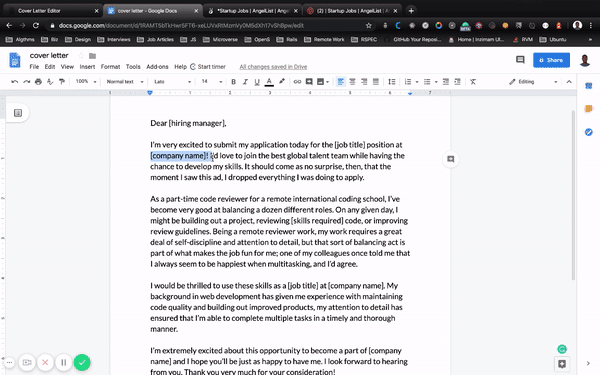 Cover Letter Editor
cover letter - Google Docs
*Startup Jobs | AngelList | Ang
(2) Startup Jobs | AngelList |
docs.google.com/document/d/
Algthms
Biz
Design
Interviews
Job Articles
JS
Microverse
OpenS
Rails
Remote Work
RSPEC
GitHub Your Reposi...
Home | Inzimam Ul...
RVM
Ubuntu
cover letter
File Edit View Insert Format Tools Add-ons Help Start timer All changes saved in Drive
Share
100% Normal text Lato 14 B I U A Editing
Dear [hiring manager],
I'm very excited to submit my application today for the [job title] position at
[company name]! I'd love to join the best global talent team while having the
chance to develop my skills. It should come as no surprise, then, that the
moment I saw this ad, I dropped everything I was doing to apply.
As a part-time code reviewer for a remote international coding school, I've
become very good at balancing a dozen different roles. On any given day, I
might be building out a project, reviewing [skills required] code, or improving
review guidelines. Being a remote reviewer work, my work requires a great
deal of self-discipline and attention to detail, but that sort of balancing act is
part of what makes the job fun for me; one of my colleagues once told me that
I always seem to be happiest when multitasking, and I'd agree.
I would be thrilled to use these skills as a [job title] at [company name]. My
background in web development has given me experience with maintaining
code quality and building out improved products, my attention to detail has
ensured that I'm able to complete multiple tasks in a timely and thorough
manner.
I'm extremely excited about this opportunity to become a part of [company
name] and I hope you'll be just as happy to have me. I look forward to hearing
from you. Thank you very much for your consideration!